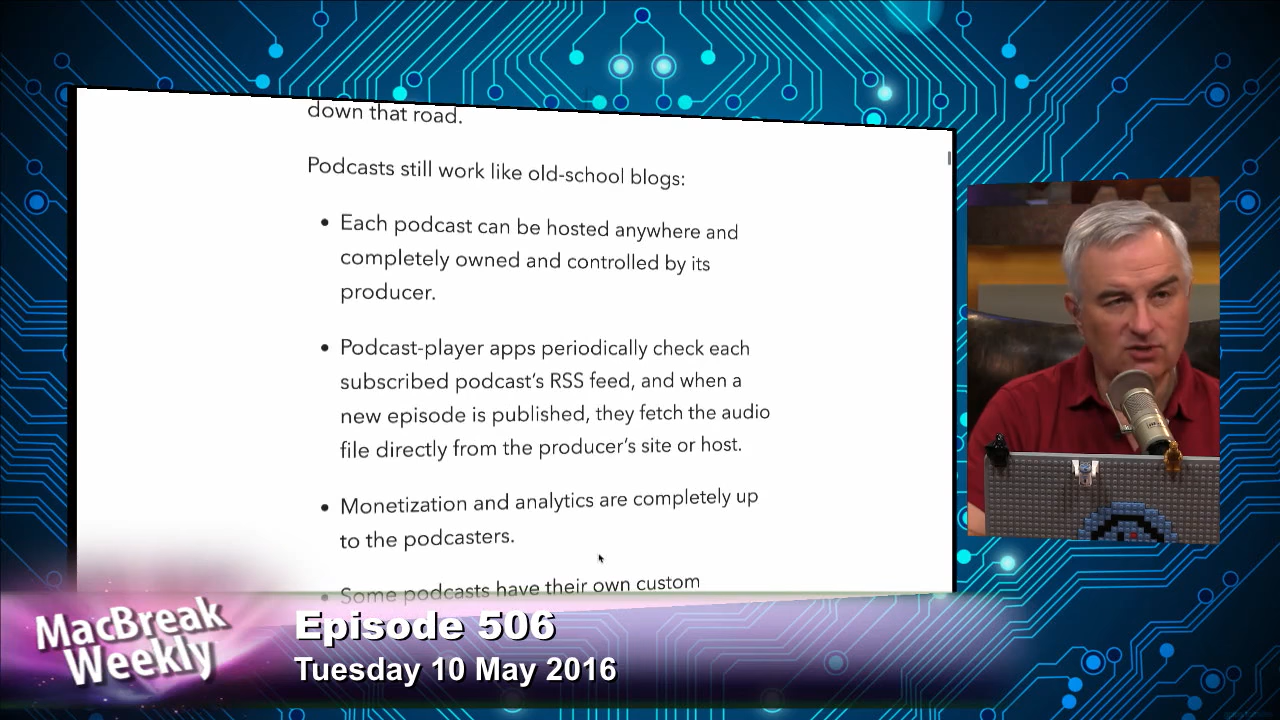 down that road.
Podcasts still work like old-school blogs:
• Each podcast can be hosted anywhere and
completely owned and controlled by its
producer.
• Podcast-player apps periodically check each
subscribed podcast's RSS feed, and when a
new episode is published, they fetch the audio
file directly from the producer's site or host.
• Monetization and analytics are completely up
to the podcasters.
• Some podcasts have their own custom
MacBreak
Weekly
Episode 506
Tuesday 10 May 2016